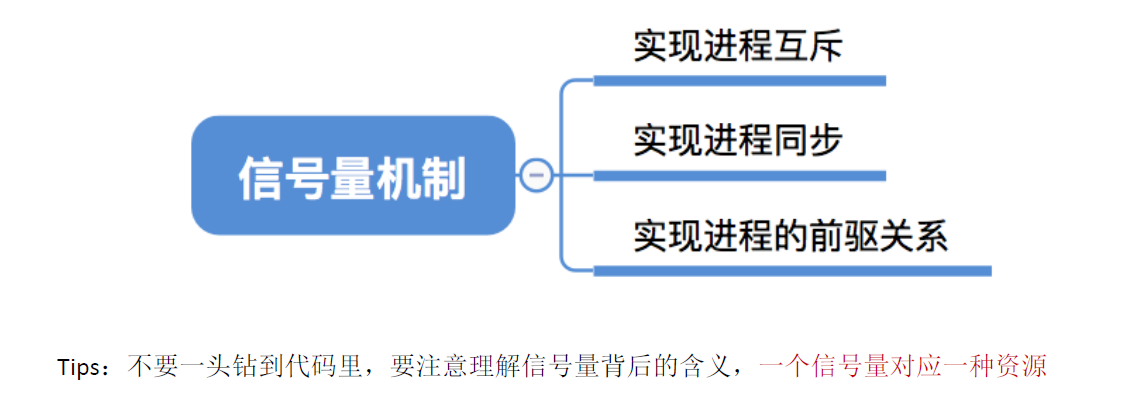 实现进程互斥
实现进程同步
信号量机制
实现进程的前驱关系
Tips：不要一头钻到代码里，要注意理解信号量背后的含义，一个信号量对应一种资源